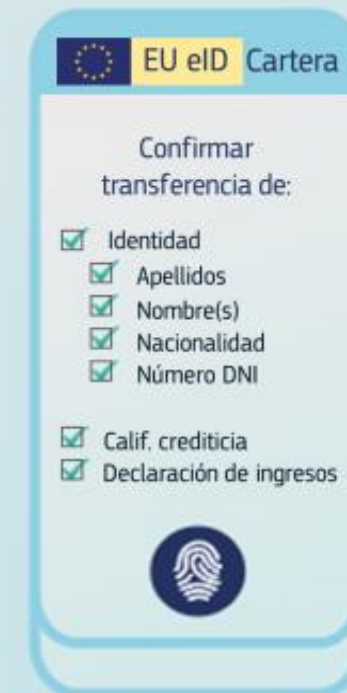 EU eID Cartera
Confirmar
transferencia de:
Identidad
Apellidos
Nombre(s)
Nacionalidad
Número DNI
Calif. crediticia
Declaración de ingresos